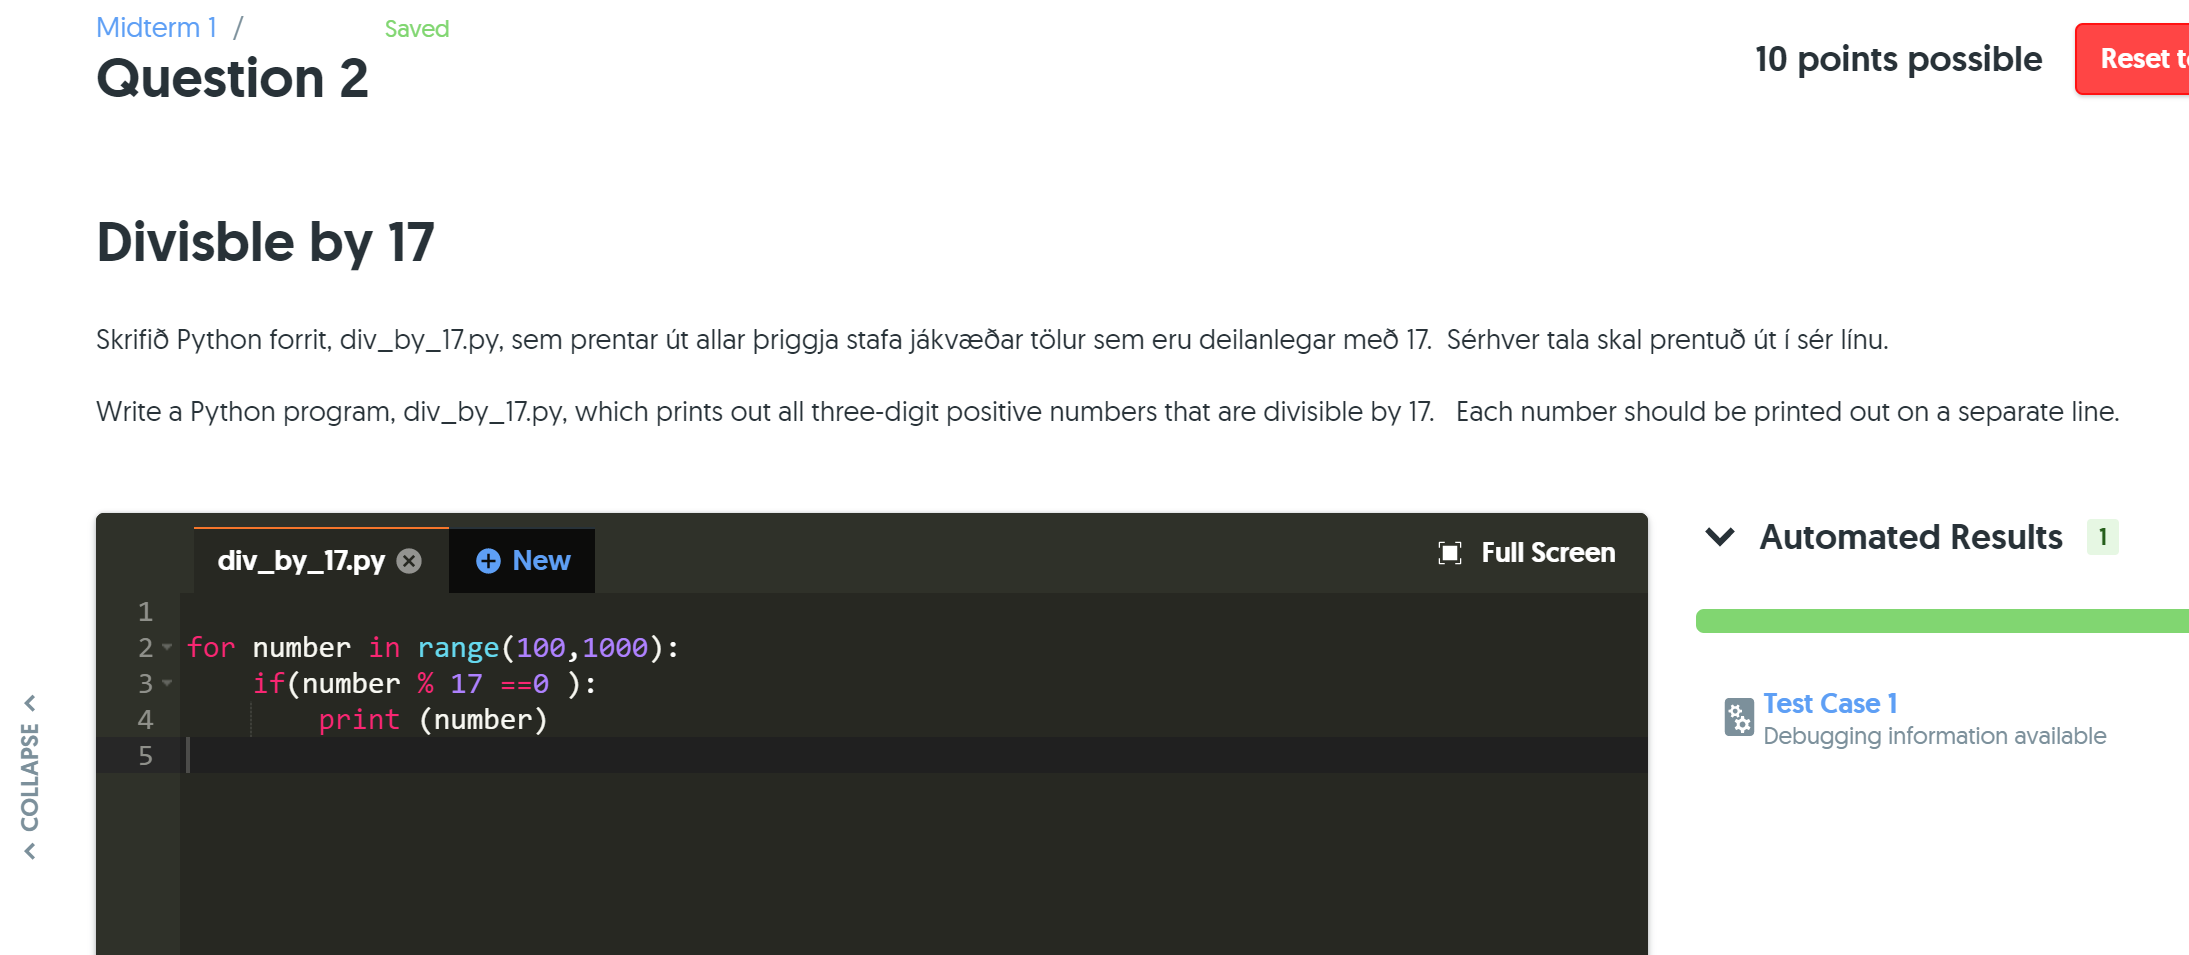 Midterm 1 /
Saved
Question 2
10 points possible
Reset
Divisble by 17
Skrifið Python forrit, div_by_17.py, sem prentar út allar þriggja stafa jákvæðar tölur sem eru deilanlegar með 17.  Sérhver tala skal prentuð út í sér línu.
Write a Python program, div_by_17.py, which prints out all three-digit positive numbers that are divisible by 17.   Each number should be printed out on a separate line.
div_by_17.py
New
Full Screen
1
2 for number in range(100,1000):
3     if(number % 17 ==0 ):
4         print (number)
5
COLLAPSE
Automated Results 1
Test Case 1
Debugging information available